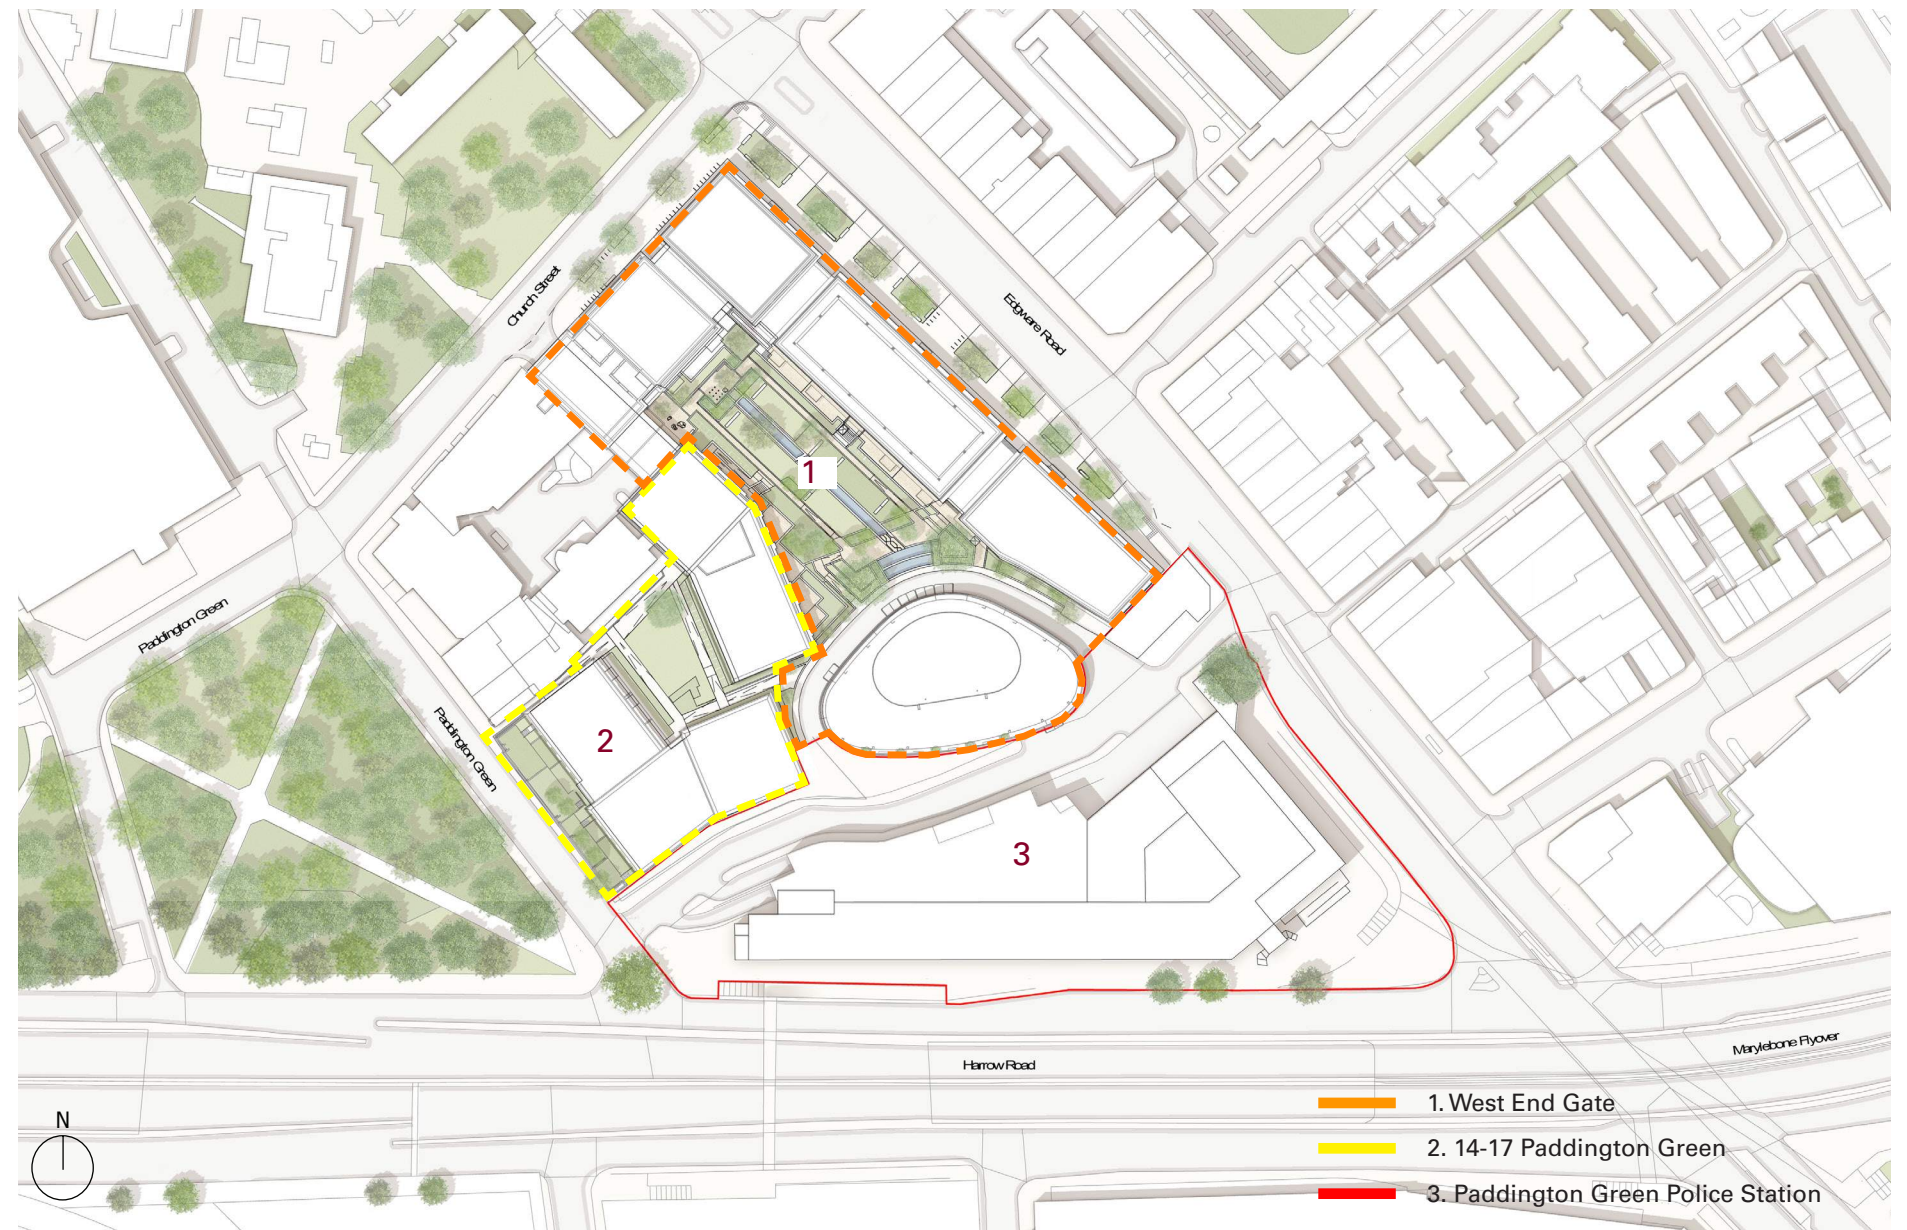 Church Street
Edgware Road
1
Paddington Green
Paddington Green
2
3
Harrow Road
Marylebone Flyover
N
1. West End Gate
2. 14-17 Paddington Green
3. Paddington Green Police Station